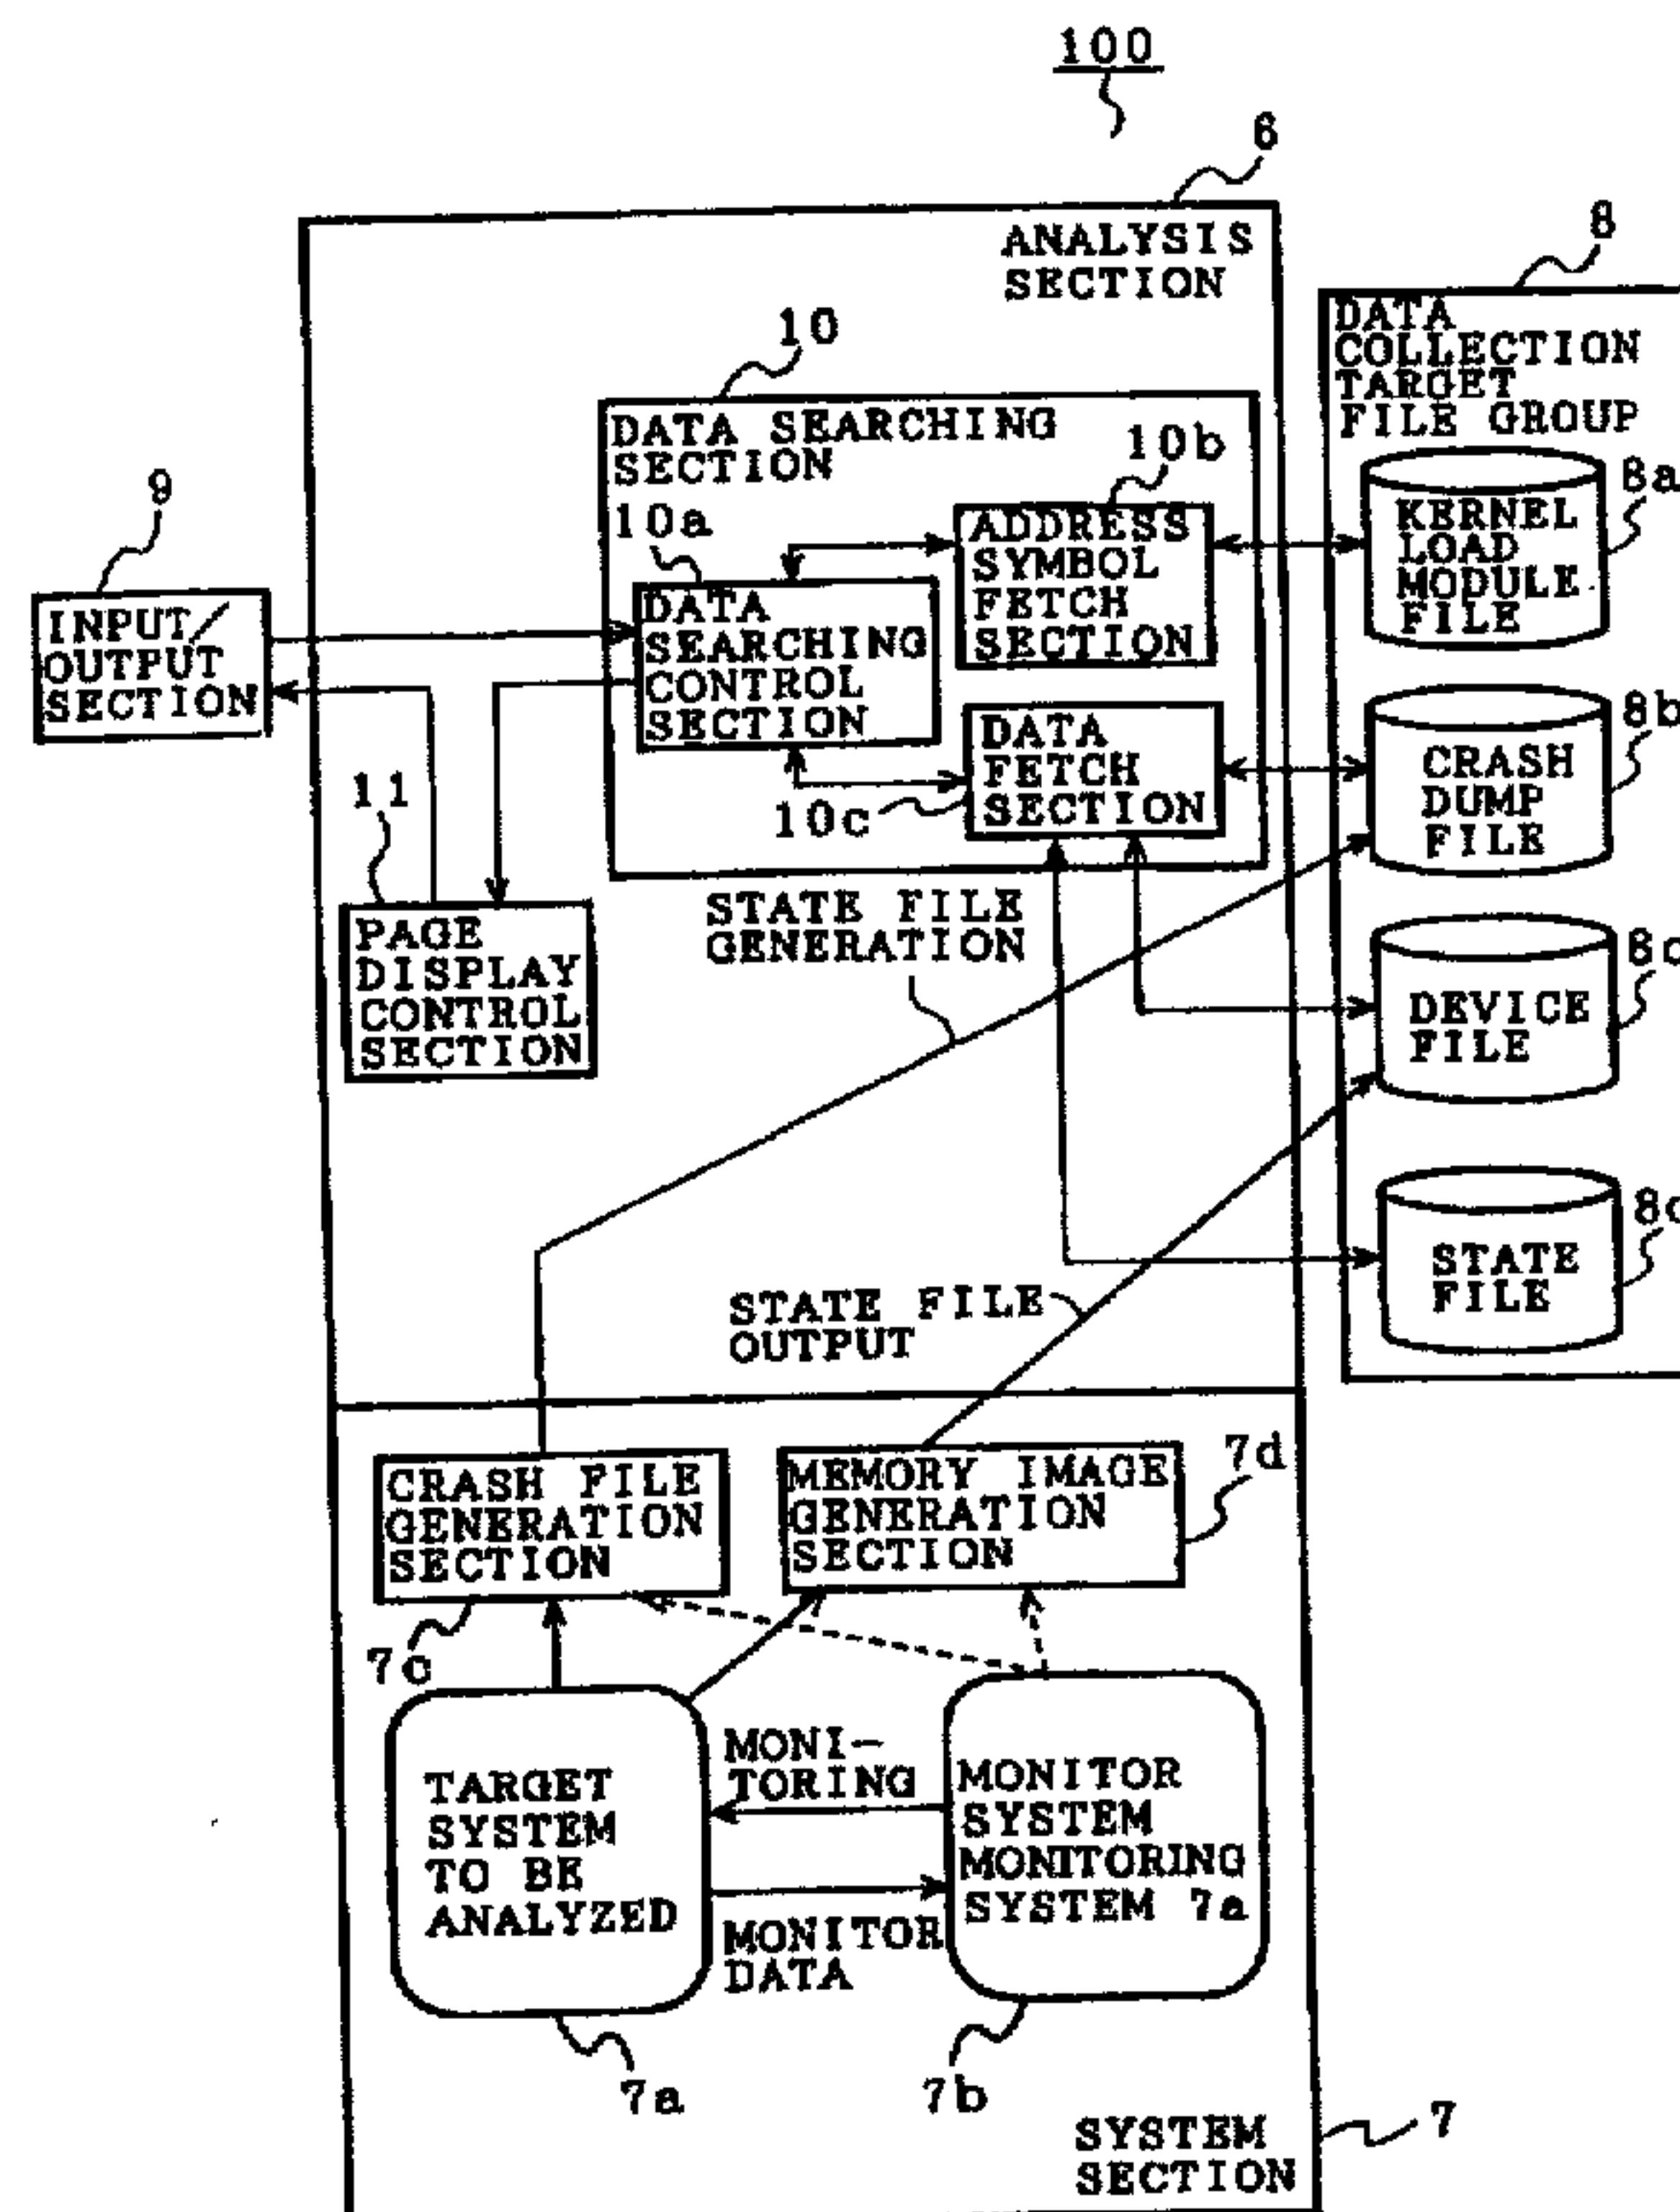 100
6
ANALYSIS
SECTION
8
DATA
COLLECTION
TARGET
FILE GROUP
10
DATA SEARCHING
SECTION
10b
10a
9
8a
KERNEL
LOAD
MODULE
FILE
ADDRESS
SYMBOL
FETCH
SECTION
INPUT/
OUTPUT
SECTION
DATA
SEARCHING
CONTROL
SECTION
8b
CRASH
DUMP
FILE
DATA
FETCH
SECTION
10c
11
PAGE
DISPLAY
CONTROL
SECTION
STATE FILE
GENERATION
DEVICE
FILE
STATE
FILE
STATE FILE
OUTPUT
7d
CRASH FILE
GENERATION
SECTION
MEMORY IMAGE
GENERATION
SECTION
7c
MONI-
TORING
TARGET
SYSTEM
TO BE
ANALYZED
MONITOR
SYSTEM
MONITORING
SYSTEM 7a
MONITOR
DATA
7a
7b
7
SYSTEM
SECTION